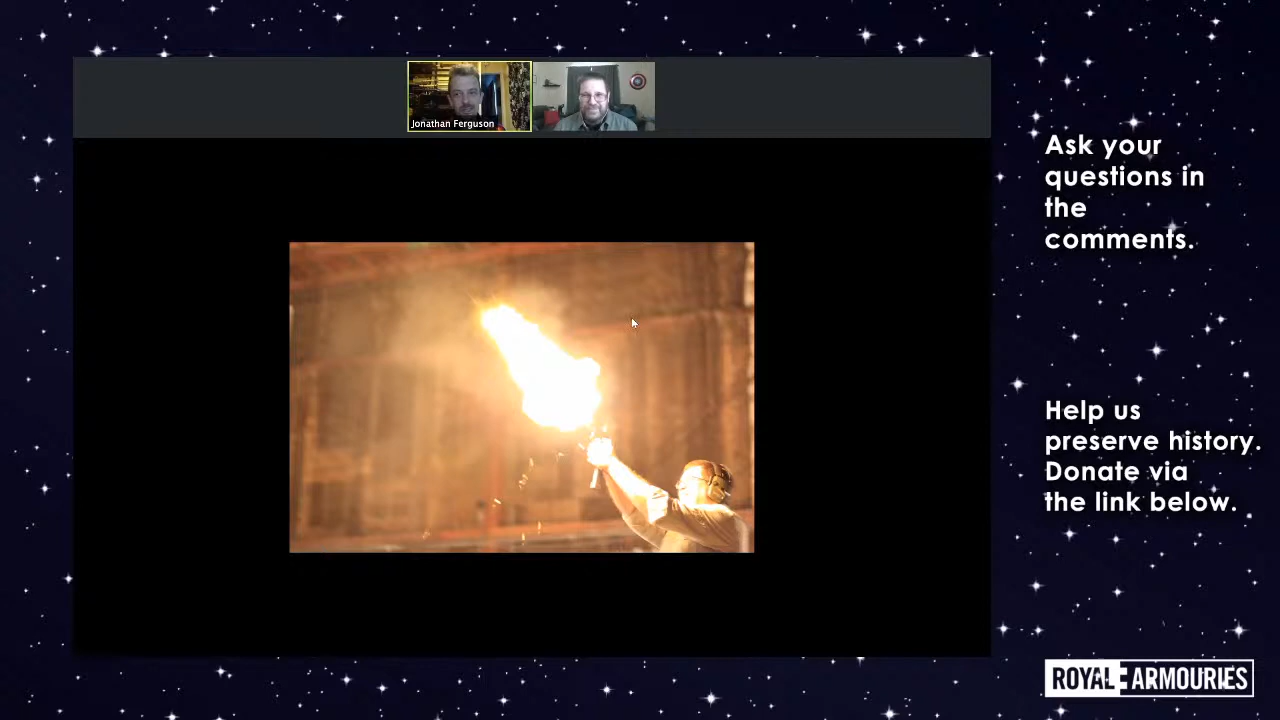 Jonathan Ferguson
Ask your
questions in
the
comments.
Help us
preserve history.
Donate via
the link below.
ROYAL ARMOURIES